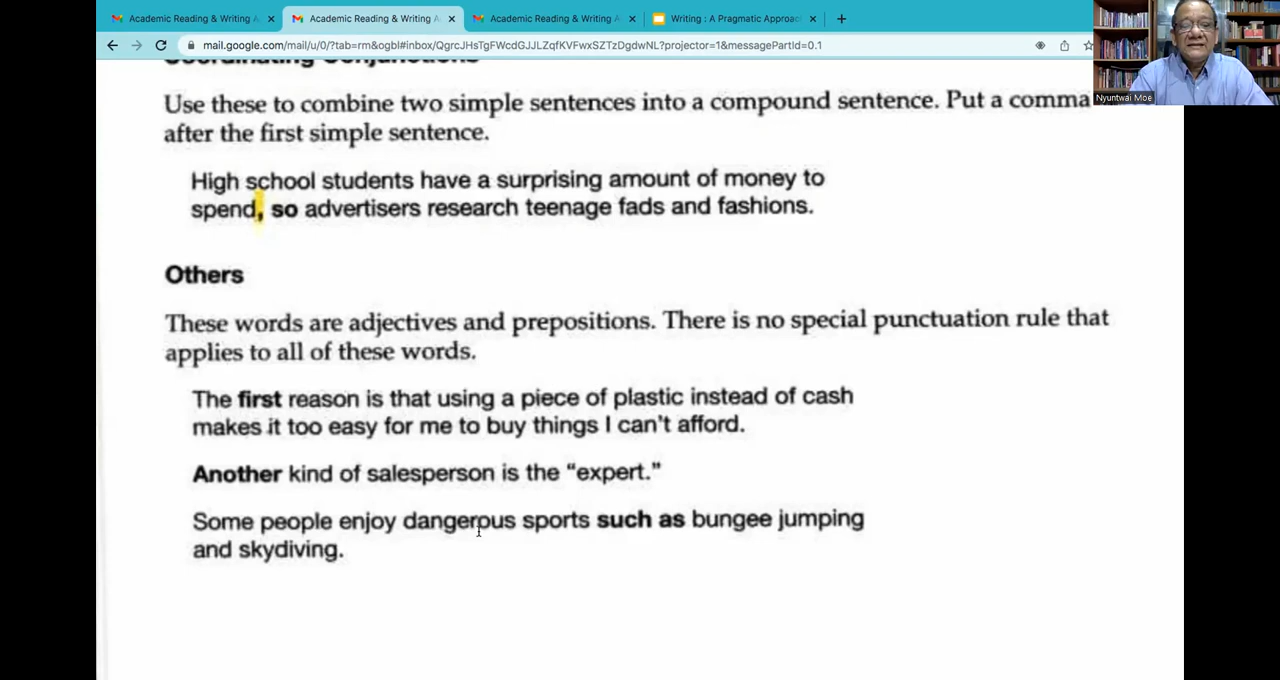 Academic Reading & Writing A
Academic Reading & Writing A
Academic Reading & Writing A
Writing : A Pragmatic Approac
mail.google.com/mail/u/0/?tab=rm&ogbl#inbox/QgrcJHsTgFWcdGJJLZqfKVFwxSZTzDgdwNL?projector=1&messagePartId=0.1
Nyuntwai Moe
Coordinating Conjunctions
Use these to combine two simple sentences into a compound sentence. Put a comma
after the first simple sentence.
High school students have a surprising amount of money to
spend, so advertisers research teenage fads and fashions.
Others
These words are adjectives and prepositions. There is no special punctuation rule that
applies to all of these words.
The first reason is that using a piece of plastic instead of cash
makes it too easy for me to buy things I can't afford.
Another kind of salesperson is the “expert.”
Some people enjoy dangerous sports such as bungee jumping
and skydiving.